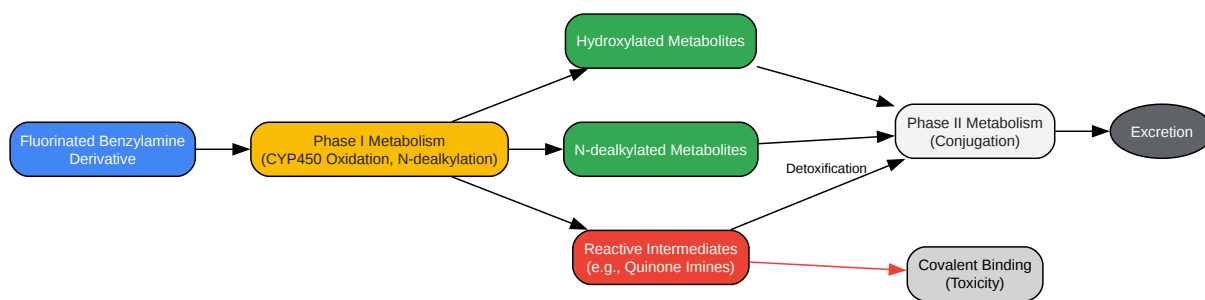 Fluorinated Benzylamine
Derivative
Phase I Metabolism
(CYP450 Oxidation, N-dealkylation)
Hydroxylated Metabolites
N-dealkylated Metabolites
Reactive Intermediates
(e.g., Quinone Imines)
Detoxification
Phase II Metabolism
(Conjugation)
Covalent Binding
(Toxicity)
Excretion